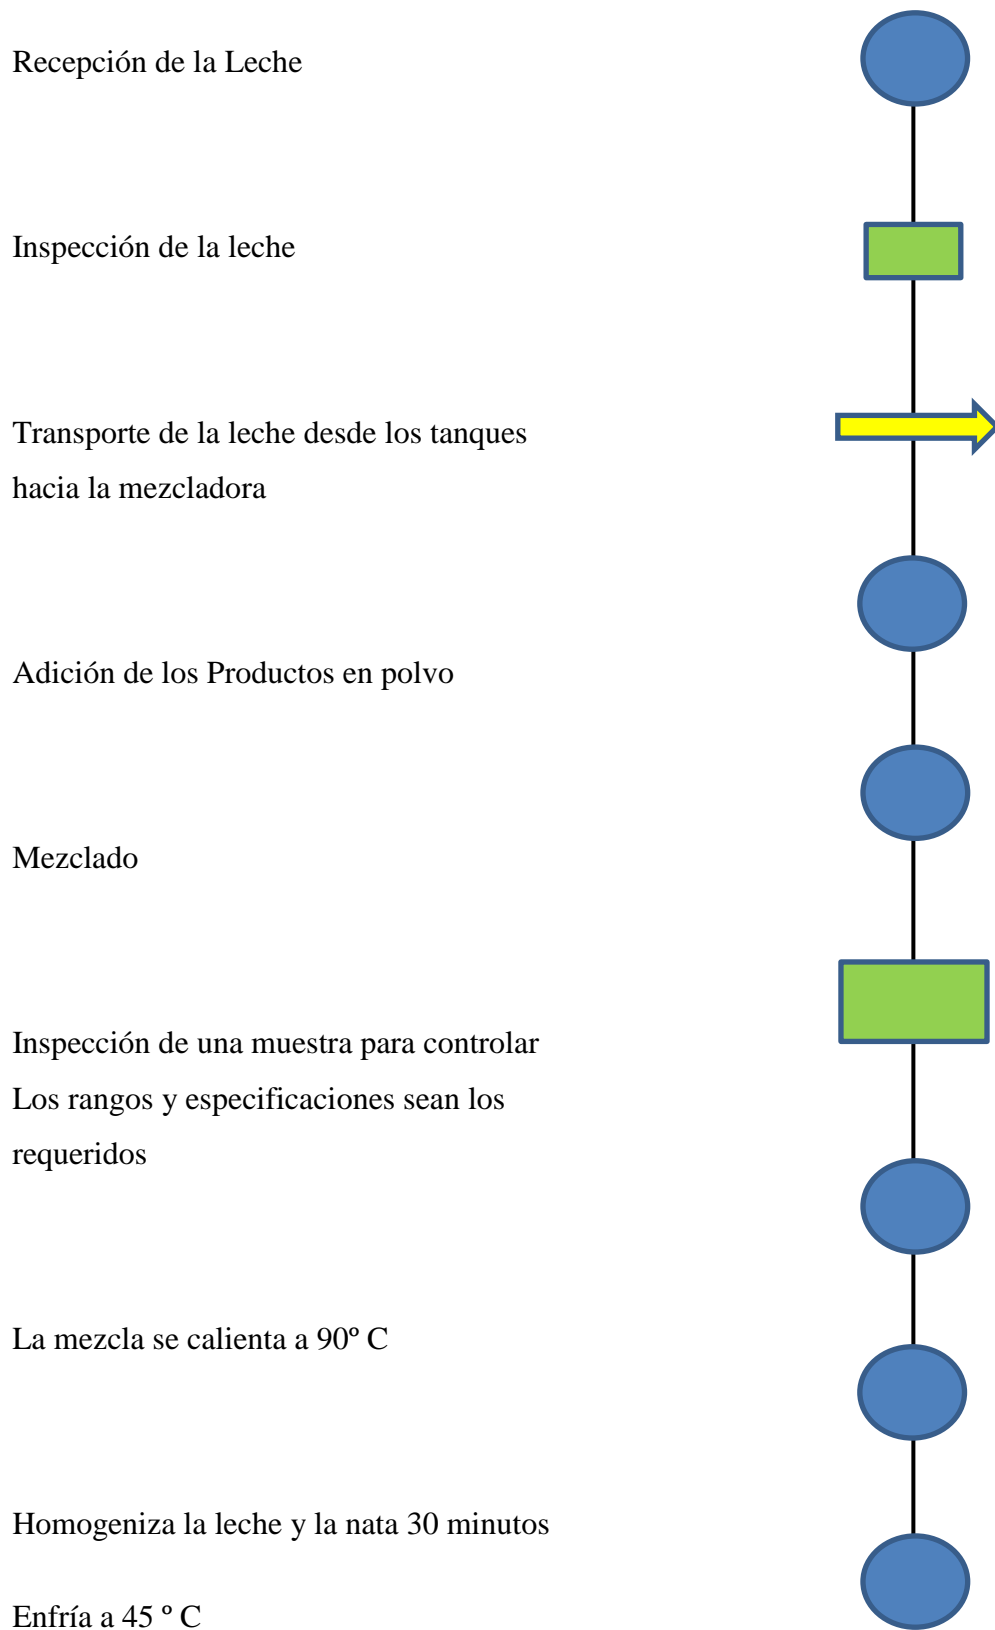 Recepción de la Leche
Inspección de la leche
Transporte de la leche desde los tanques
hacia la mezcladora
Adición de los Productos en polvo
Mezclado
Inspección de una muestra para controlar
Los rangos y especificaciones sean los
requeridos
La mezcla se calienta a 90º C
Homogeniza la leche y la nata 30 minutos
Enfría a 45 º C